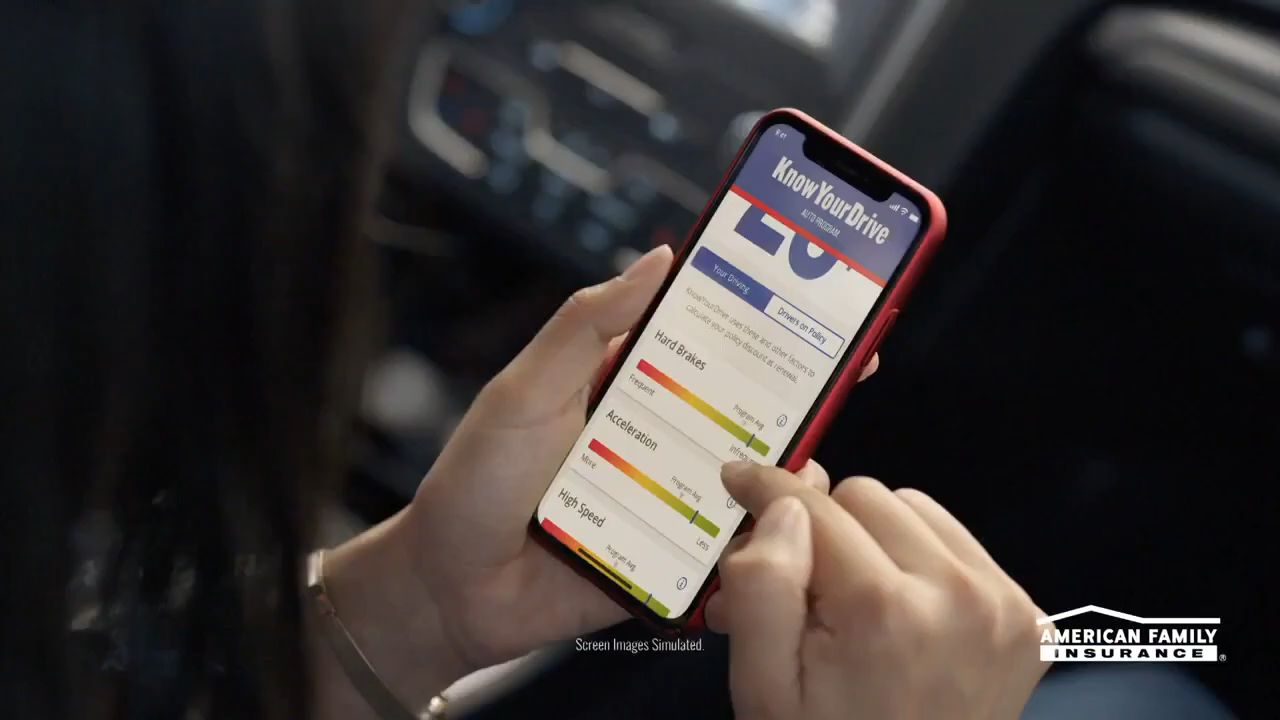 9:41
KnowYourDrive
AUTO PROGRAM
Your Driving
Drivers on Policy
KnowYourDrive uses these and other factors to
calculate your policy discount at renewal.
Hard Brakes
Program Avg
Frequent
Acceleration
Program Avg
More
Less
High Speed
Program Avg
Screen Images Simulated.
AMERICAN FAMILY
INSURANCE®